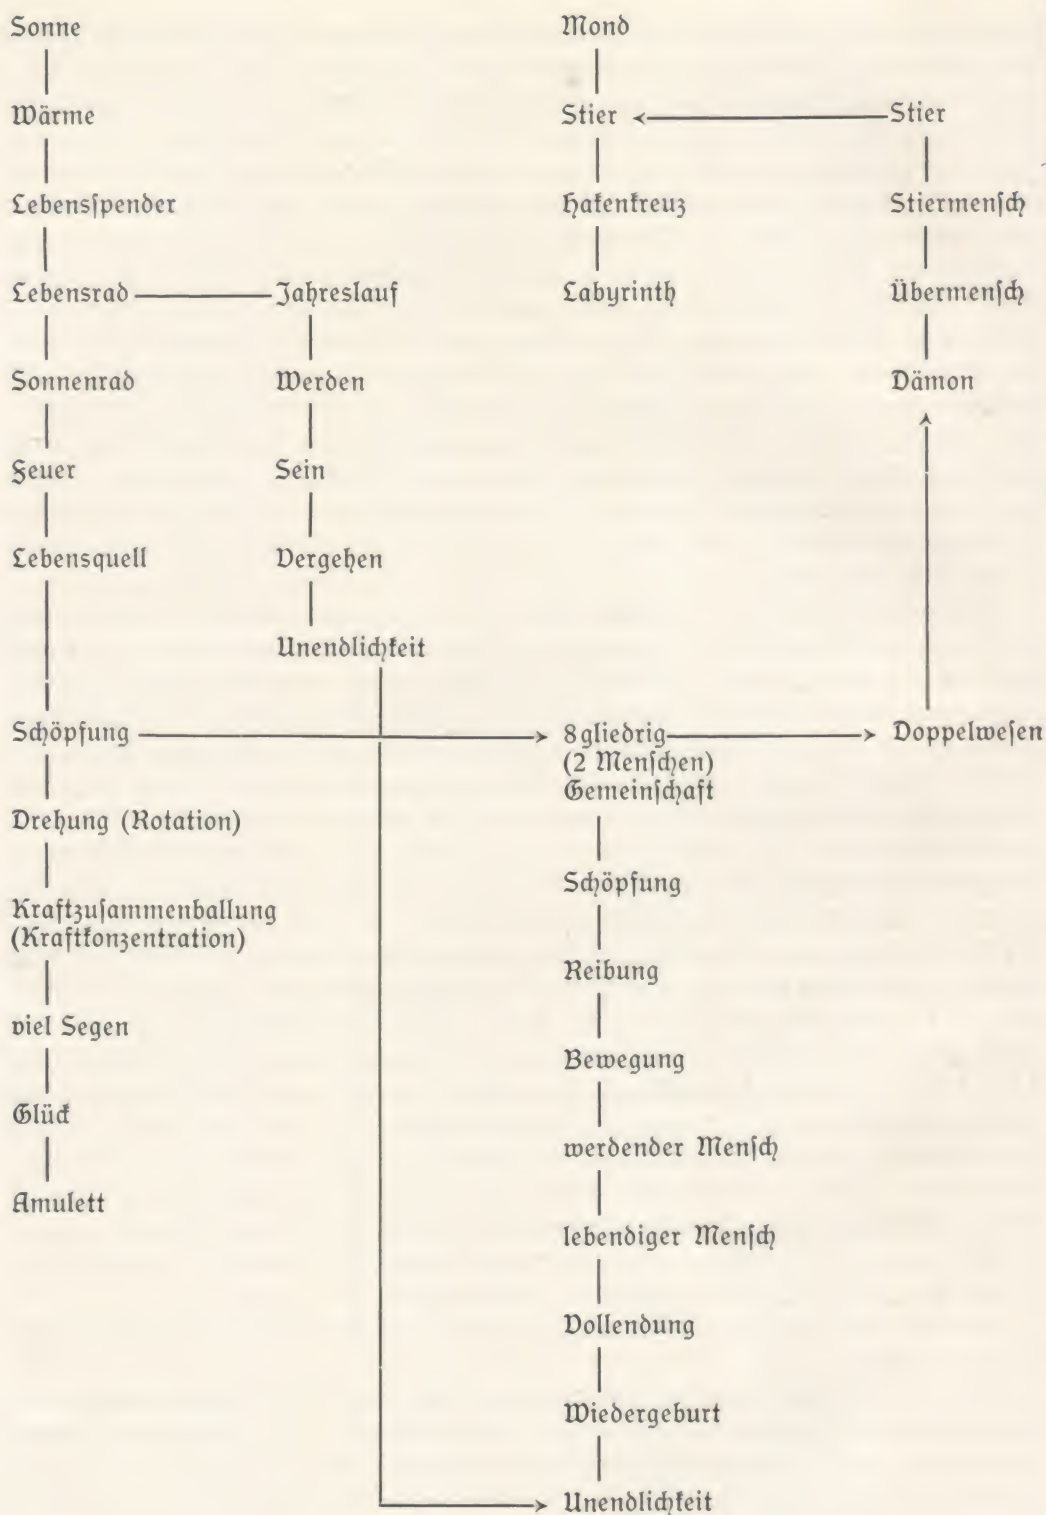 Sonne
Wärme
Lebensspender
Lebensrad
Sonnenrad
Feuer
Lebensquell
Schöpfung
Drehung (Rotation)
Kraftzusammenballung
(Kraftkonzentration)
viel Segen
Glück
Amulett
Jahreslauf
Werden
Sein
Vergehen
Unendlichkeit
Mond
Stier
Hakenkreuz
Labyrinth
8gliedrig
(2 Menschen)
Gemeinschaft
Schöpfung
Reibung
Bewegung
werdender Mensch
lebendiger Mensch
Vollendung
Wiedergeburt
Unendlichkeit
Stier
Stiermensch
Übermensch
Dämon
Doppelwesen